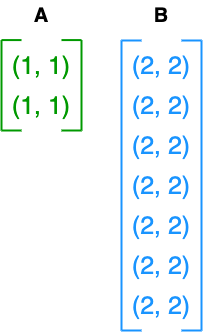 A B
(1, 1) (2, 2)
(1, 1) (2, 2)
(2, 2)
(2, 2)
(2, 2)
(2, 2)
(2, 2)